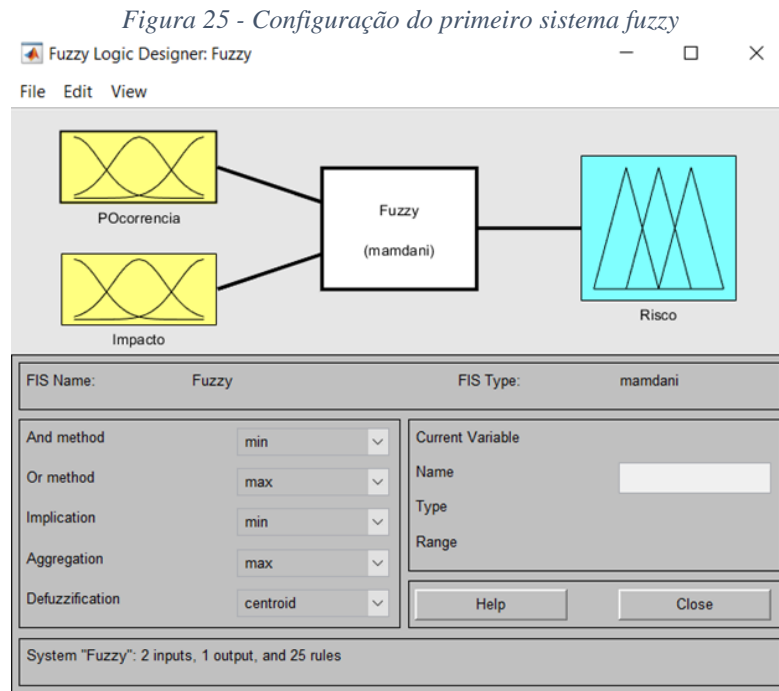 Figura 25 - Configuração do primeiro sistema fuzzy
Fuzzy Logic Designer: Fuzzy
File Edit View
POcorrencia
Impacto
Fuzzy
(mamdani)
Risco
FIS Name: Fuzzy FIS Type: mamdani
And method min
Or method max
Implication min
Aggregation max
Defuzzification centroid
Current Variable
Name
Type
Range
Help Close
System "Fuzzy": 2 inputs, 1 output, and 25 rules